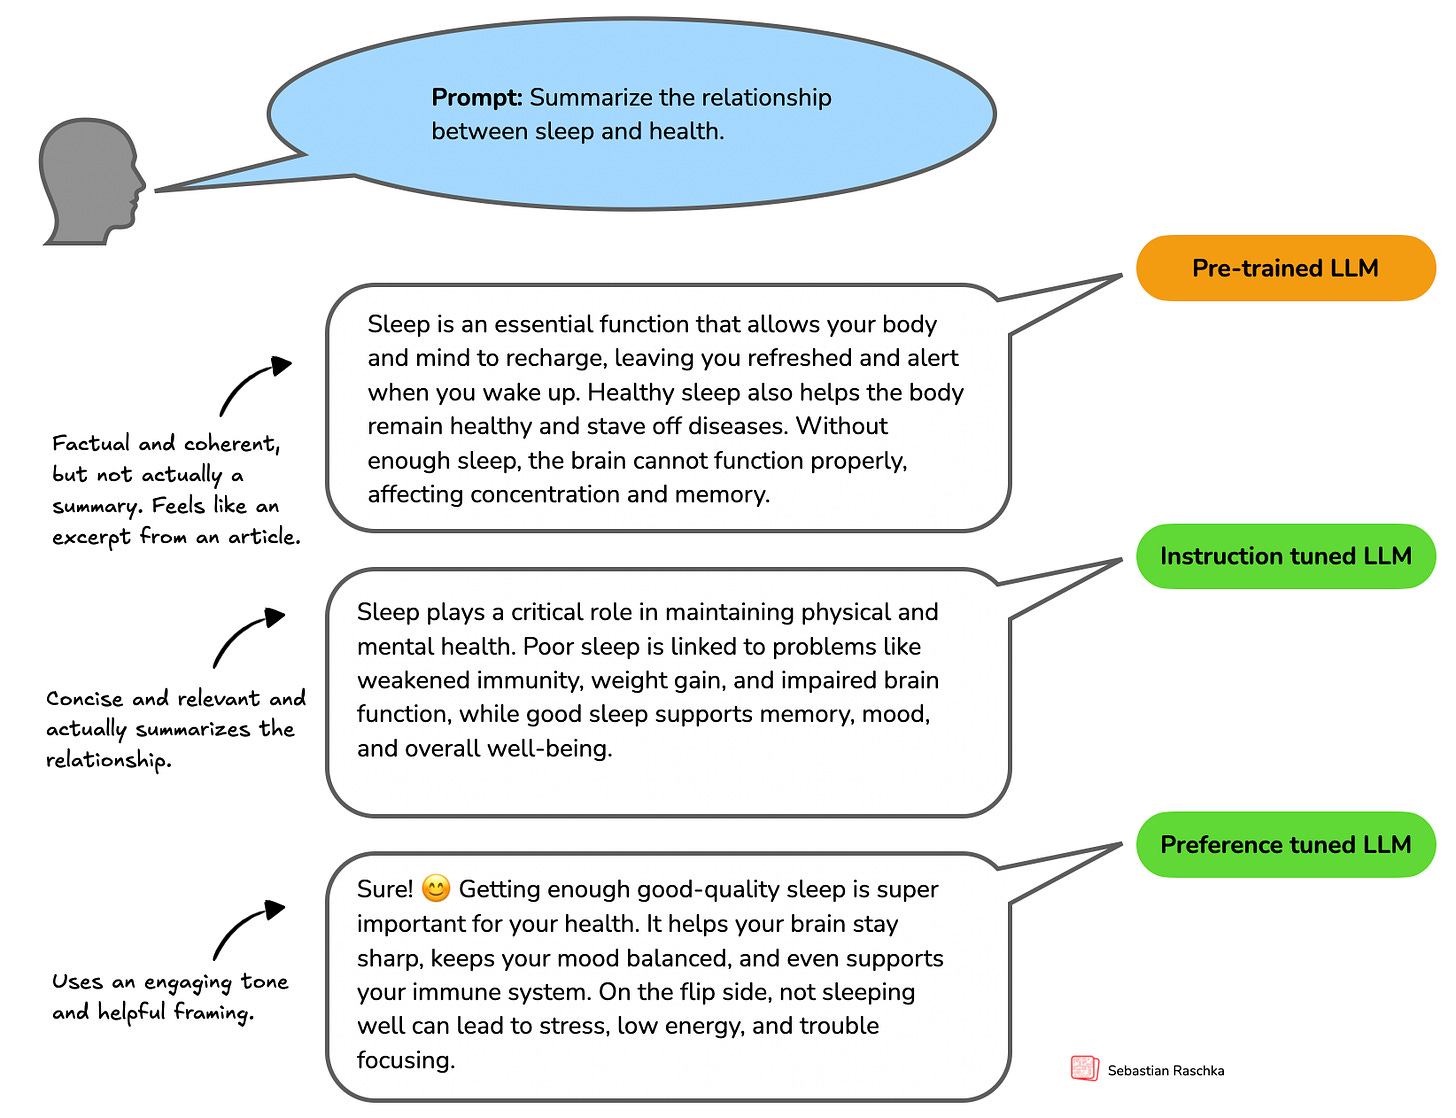 Prompt: Summarize the relationship
between sleep and health.
Pre-trained LLM
Sleep is an essential function that allows your body
and mind to recharge, leaving you refreshed and alert
when you wake up. Healthy sleep also helps the body
remain healthy and stave off diseases. Without
enough sleep, the brain cannot function properly,
affecting concentration and memory.
Factual and coherent,
but not actually a
summary. Feels like an
excerpt from an article.
Instruction tuned LLM
Sleep plays a critical role in maintaining physical and
mental health. Poor sleep is linked to problems like
weakened immunity, weight gain, and impaired brain
function, while good sleep supports memory, mood,
and overall well-being.
Concise and relevant and
actually summarizes the
relationship.
Preference tuned LLM
Sure! 😊 Getting enough good-quality sleep is super
important for your health. It helps your brain stay
sharp, keeps your mood balanced, and even supports
your immune system. On the flip side, not sleeping
well can lead to stress, low energy, and trouble
focusing.
Uses an engaging tone
and helpful framing.
Sebastian Raschka